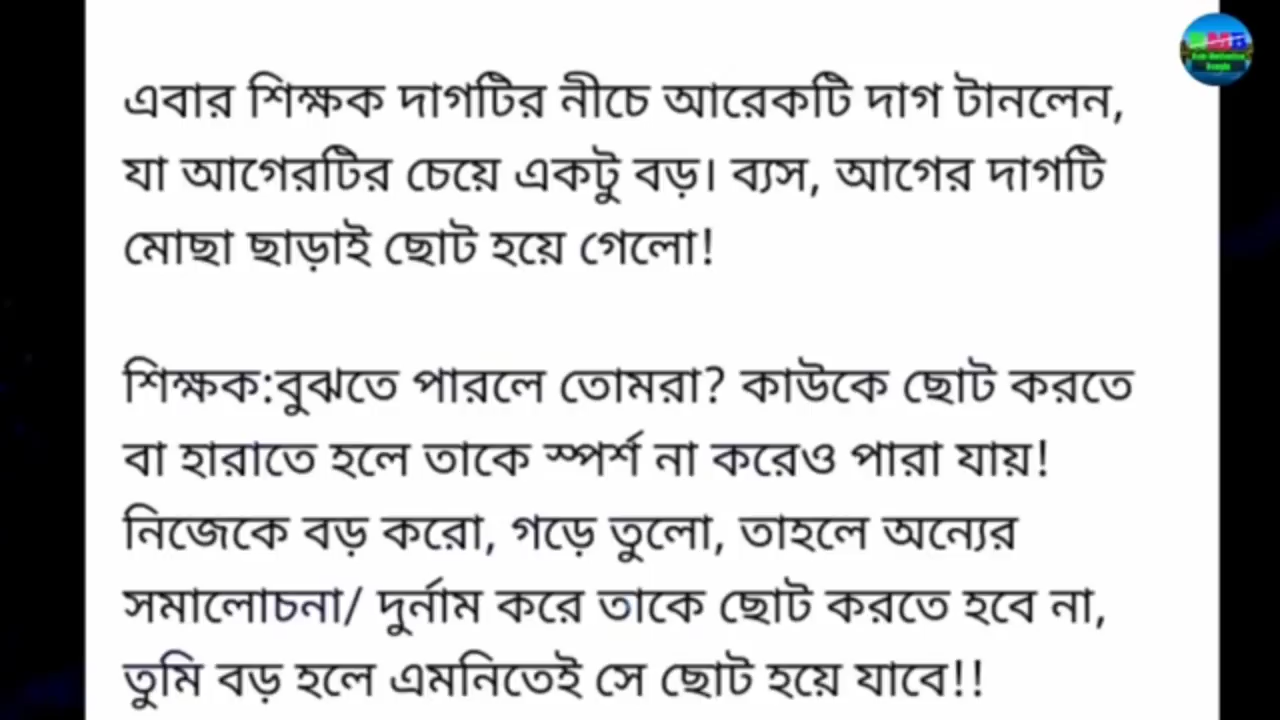 এবার শিক্ষক দাগটির নীচে আরেকটি দাগ টানলেন,
যা আগেরটির চেয়ে একটু বড়। ব্যস, আগের দাগটি
মোছা ছাড়াই ছোট হয়ে গেলো!
শিক্ষক:বুঝতে পারলে তোমরা? কাউকে ছোট করতে
বা হারাতে হলে তাকে স্পর্শ না করেও পারা যায়!
নিজেকে বড় করো, গড়ে তুলো, তাহলে অন্যের
সমালোচনা/ দুর্নাম করে তাকে ছোট করতে হবে না,
তুমি বড় হলে এমনিতেই সে ছোট হয়ে যাবে!!